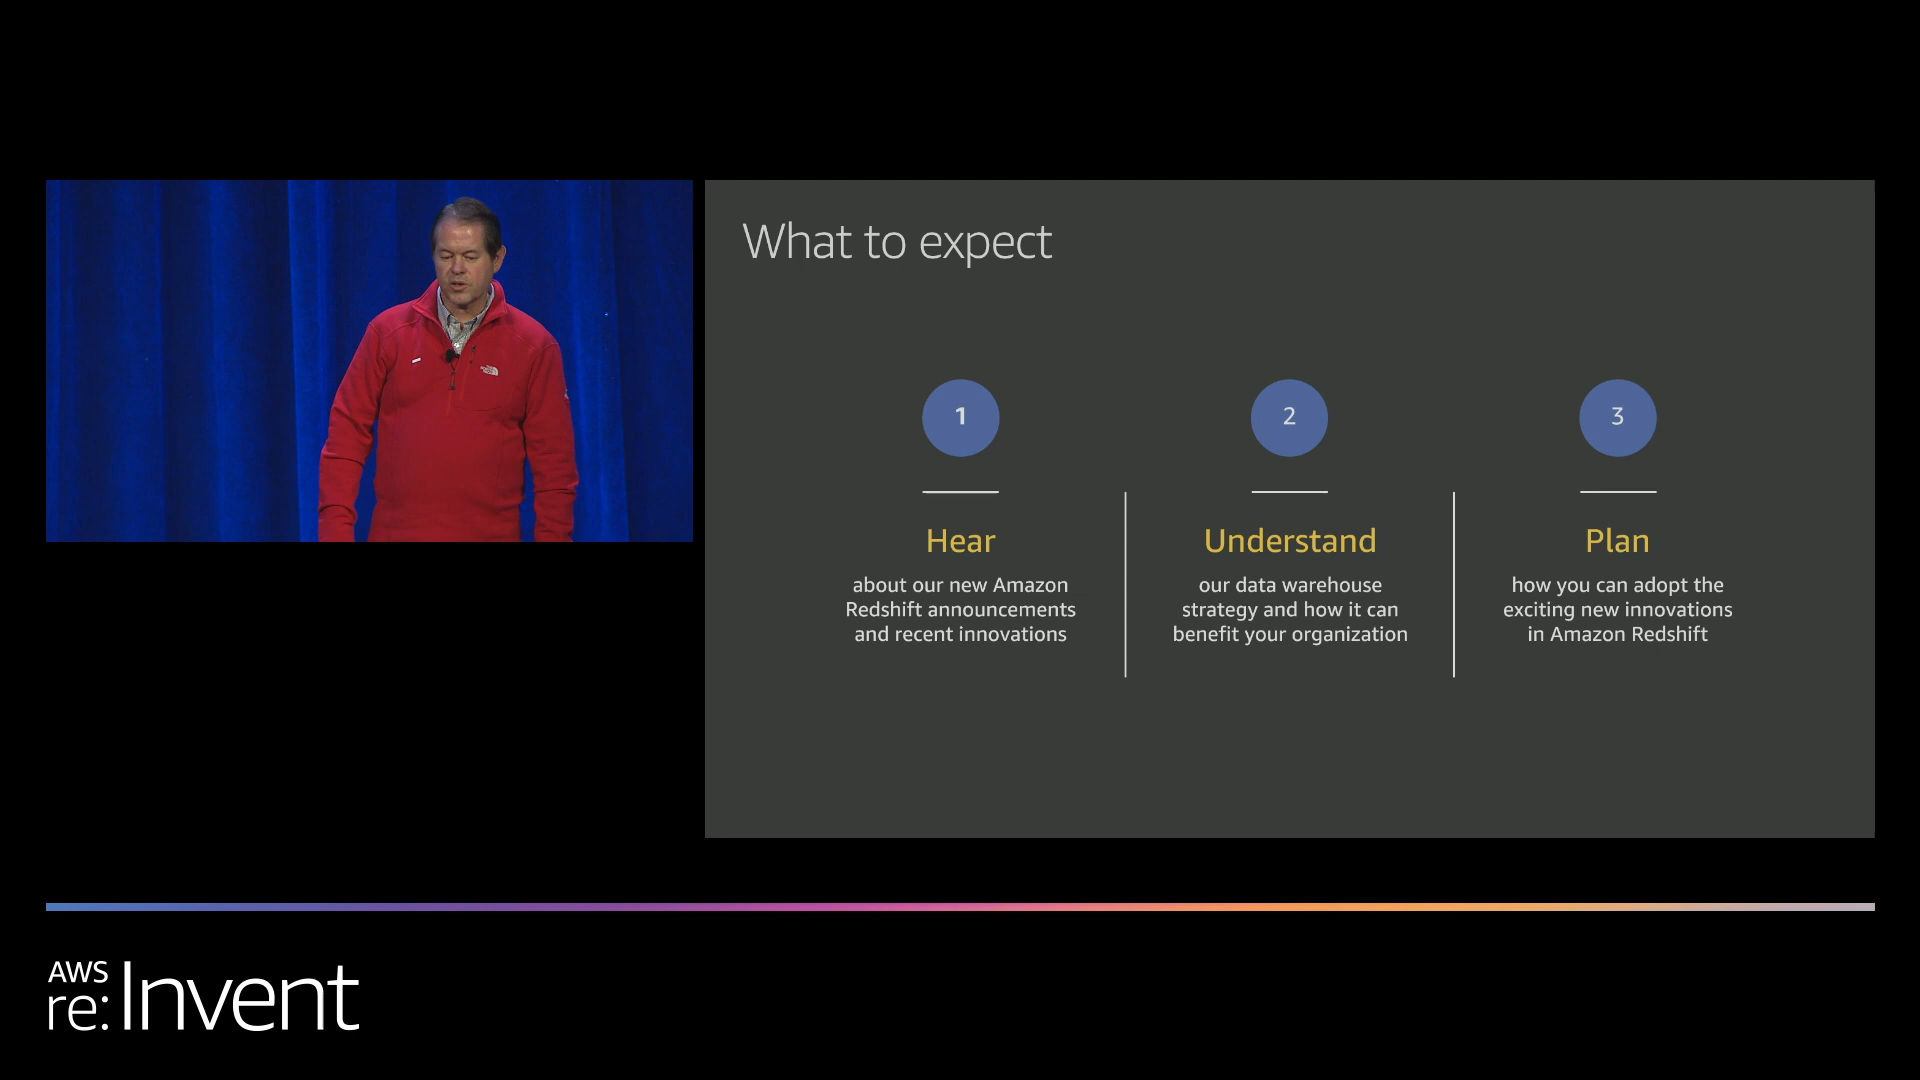 What to expect
1
2
3
Hear
about our new Amazon
Redshift announcements
and recent innovations
Understand
our data warehouse
strategy and how it can
benefit your organization
Plan
how you can adopt the
exciting new innovations
in Amazon Redshift
AWS
re:Invent